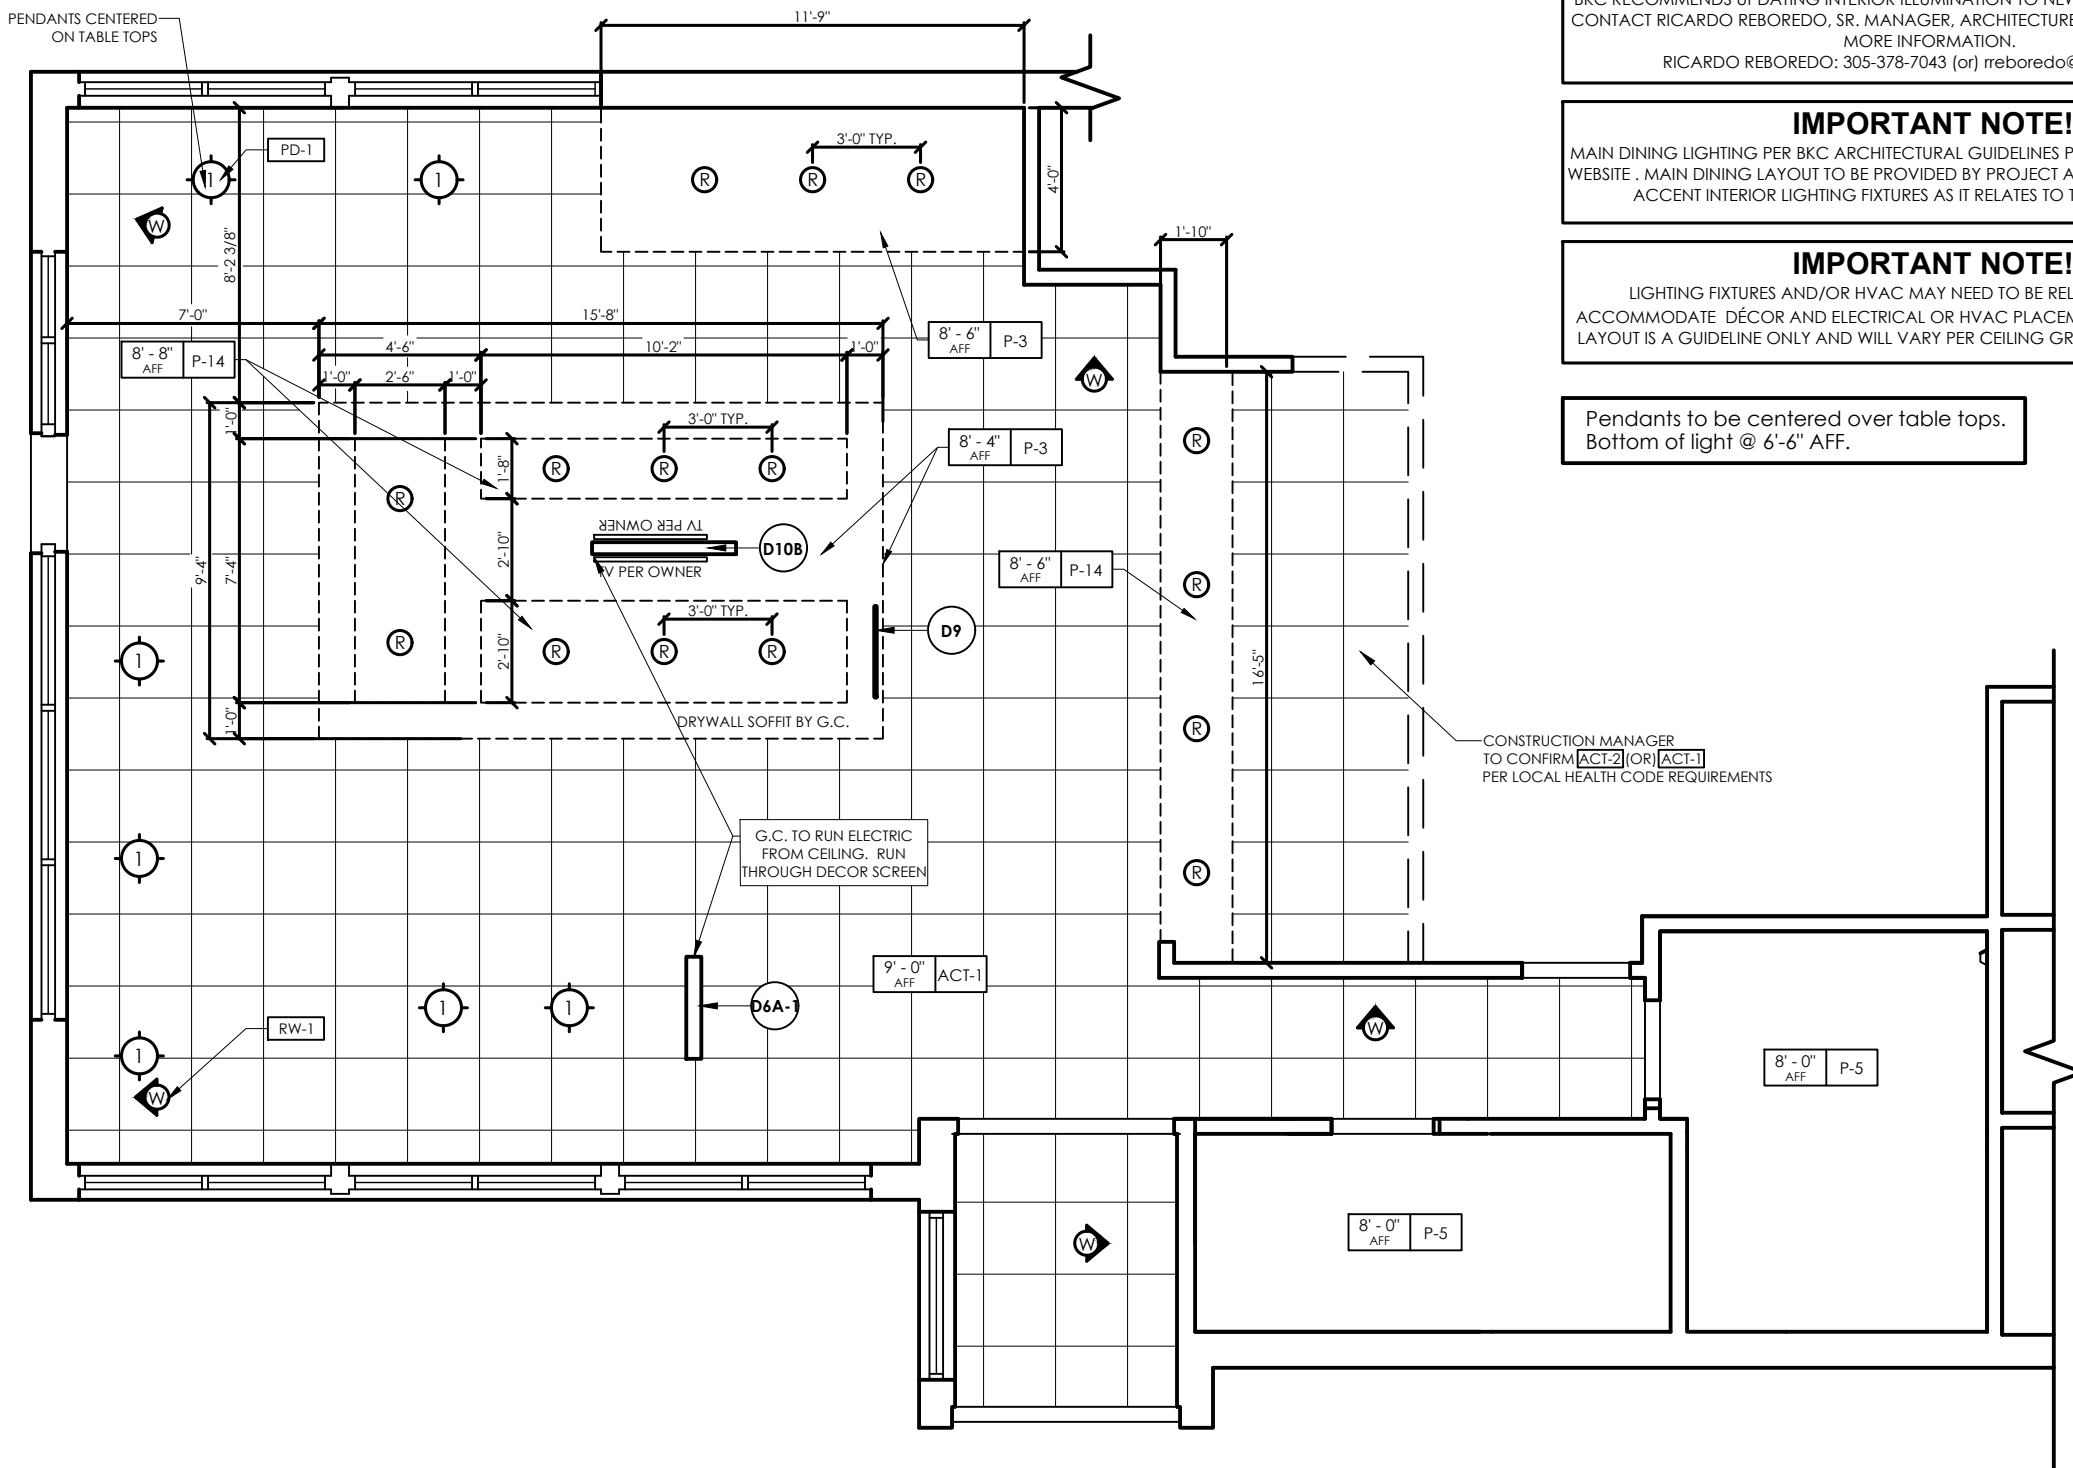 PENDANTS CENTERED
ON TABLE TOPS
11'-9"
CONTACT RICARDO REBOREDO, SR. MANAGER, ARCHITECTURE
MORE INFORMATION.
RICARDO REBOREDO: 305-378-7043 (or) rreboredo@
IMPORTANT NOTE!
MAIN DINING LIGHTING PER BKC ARCHITECTURAL GUIDELINES P
WEBSITE . MAIN DINING LAYOUT TO BE PROVIDED BY PROJECT A
ACCENT INTERIOR LIGHTING FIXTURES AS IT RELATES TO T
IMPORTANT NOTE!
LIGHTING FIXTURES AND/OR HVAC MAY NEED TO BE REL
ACCOMMODATE DÉCOR AND ELECTRICAL OR HVAC PLACEM
LAYOUT IS A GUIDELINE ONLY AND WILL VARY PER CEILING GR
Pendants to be centered over table tops.
Bottom of light @ 6'-6" AFF.
PD-1
1
1
R
R
R
3'-0" TYP.
4'-0"
W
8'-2 3/8"
1'-10"
7'-0"
15'-8"
8' - 6"
AFF
P-3
8' - 8"
AFF
P-14
4'-6"
10'-2"
1'-0"
1'-0"
2'-6"
1'-0"
W
1'-0"
3'-0" TYP.
8' - 4"
AFF
P-3
R
R
R
R
R
1'-8"
TV PER OWNER
D10B
TV PER OWNER
2'-10"
9'-4"
7'-4"
8' - 6"
AFF
P-14
R
3'-0" TYP.
D9
R
R
R
R
2'-10"
1
16'-5"
1'-0"
DRYWALL SOFFIT BY G.C.
R
CONSTRUCTION MANAGER
TO CONFIRM ACT-2 (OR) ACT-1
PER LOCAL HEALTH CODE REQUIREMENTS
G.C. TO RUN ELECTRIC
FROM CEILING. RUN
THROUGH DECOR SCREEN
1
R
9' - 0"
AFF
ACT-1
1
1
D6A-1
RW-1
W
1
W
8' - 0"
AFF
P-5
W
8' - 0"
AFF
P-5